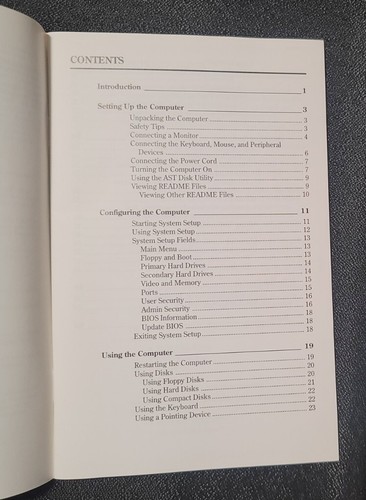 CONTENTS
Introduction 1
Setting Up the Computer 3
Unpacking the Computer 3
Safety Tips 3
Connecting a Monitor 4
Connecting the Keyboard, Mouse, and Peripheral
Devices 6
Connecting the Power Cord 7
Turning the Computer On 7
Using the AST Disk Utility 9
Viewing README Files 9
Viewing Other README Files 10
Configuring the Computer 11
Starting System Setup 11
Using System Setup 12
System Setup Fields 13
Main Menu 13
Floppy and Boot 13
Primary Hard Drives 14
Secondary Hard Drives 14
Video and Memory 15
Ports 15
User Security 16
Admin Security 16
BIOS Information 18
Update BIOS 18
Exiting System Setup 18
Using the Computer 19
Restarting the Computer 19
Using Disks 20
Using Floppy Disks 20
Using Hard Disks 21
Using Compact Disks 22
Using the Keyboard 22
Using a Pointing Device 23